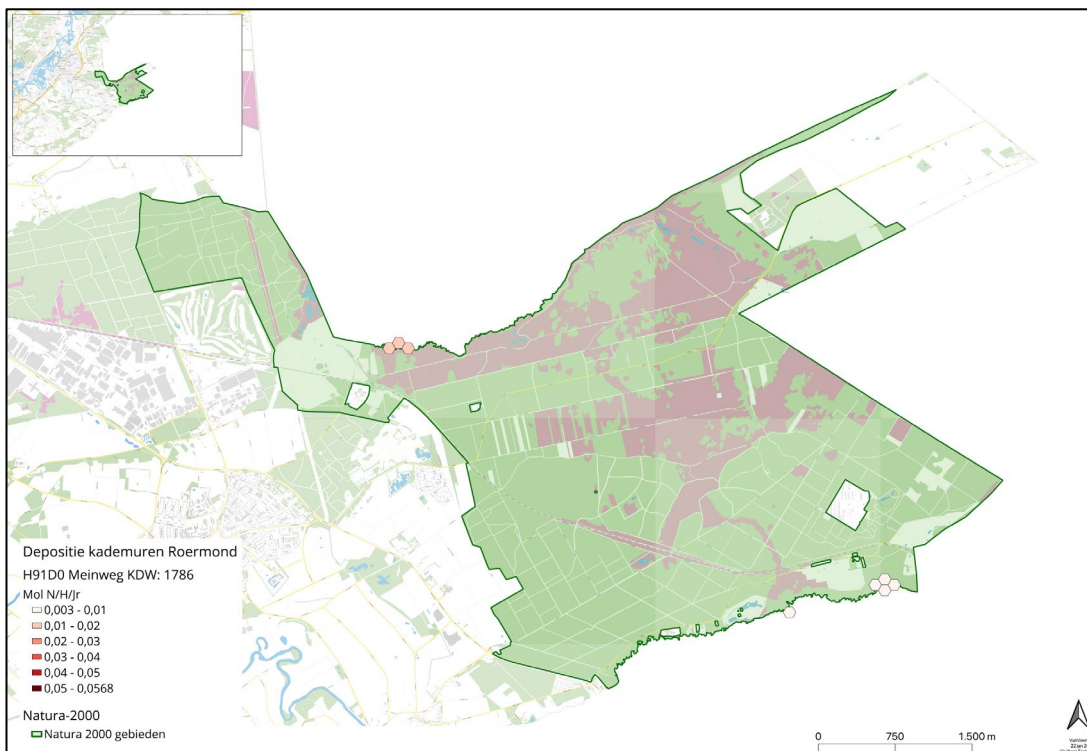 Depositie kademuren Roermond
H91D0 Meinweg KDW: 1786
Mol N/H/Jr
0,003 - 0,01
0,01 - 0,02
0,02 - 0,03
0,03 - 0,04
0,04 - 0,05
0,05 - 0,0568
Natura-2000
Natura 2000 gebieden
0 750 1.500 m